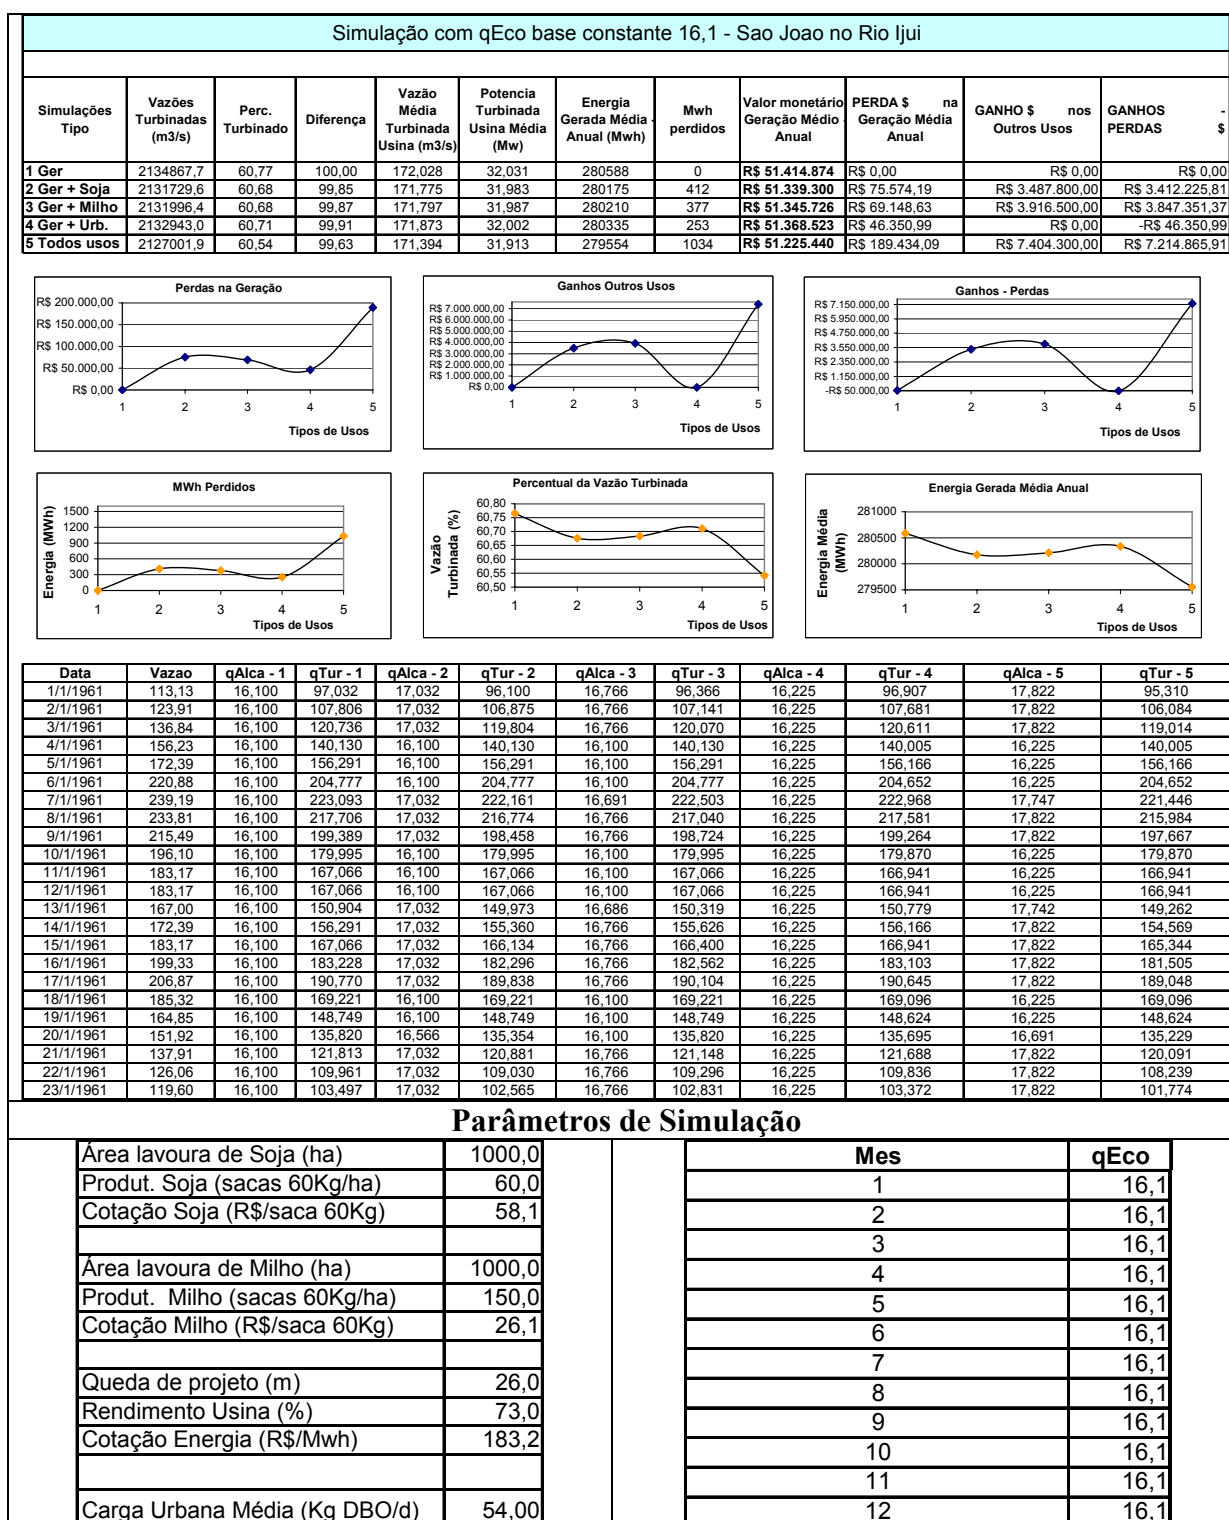 Simulação com qEco base constante 16,1 - Sao Joao no Rio Ijui
Simulações Tipo | Vazões Turbinadas (m3/s) | Perc. Turbinado | Diferença | Vazão Média Turbinada Usina (m3/s) | Potencia Turbinada Usina Média (Mw) | Energia Gerada Média - Anual (Mwh) | Mwh perdidos | Valor monetário Geração Médio - Anual | PERDA $ na Geração Média Anual | GANHO $ nos Outros Usos | GANHOS - PERDAS $
1 Ger | 2134867,7 | 60,77 | 100,00 | 172,028 | 32,031 | 280588 | 0 | R$ 51.414.874 | R$ 0,00 | R$ 0,00 | R$ 0,00
2 Ger + Soja | 2131729,6 | 60,68 | 99,85 | 171,775 | 31,983 | 280175 | 412 | R$ 51.339.300 | R$ 75.574,19 | R$ 3.487.800,00 | R$ 3.412.225,81
3 Ger + Milho | 2131996,4 | 60,68 | 99,87 | 171,797 | 31,987 | 280210 | 377 | R$ 51.345.726 | R$ 69.148,63 | R$ 3.916.500,00 | R$ 3.847.351,37
4 Ger + Urb. | 2132943,0 | 60,71 | 99,91 | 171,873 | 32,002 | 280335 | 253 | R$ 51.368.523 | R$ 46.350,99 | R$ 0,00 | -R$ 46.350,99
5 Todos usos | 2127001,9 | 60,54 | 99,63 | 171,394 | 31,913 | 279554 | 1034 | R$ 51.225.440 | R$ 189.434,09 | R$ 7.404.300,00 | R$ 7.214.865,91
Perdas na Geração
R$ 200.000,00
R$ 150.000,00
R$ 100.000,00
R$ 50.000,00
R$ 0,00
1 2 3 4 5
Tipos de Usos
Ganhos Outros Usos
R$ 7.000.000,00
R$ 6.000.000,00
R$ 5.000.000,00
R$ 4.000.000,00
R$ 3.000.000,00
R$ 2.000.000,00
R$ 1.000.000,00
R$ 0,00
1 2 3 4 5
Tipos de Usos
Ganhos - Perdas
R$ 7.150.000,00
R$ 5.950.000,00
R$ 4.750.000,00
R$ 3.550.000,00
R$ 2.350.000,00
R$ 1.150.000,00
-R$ 50.000,00
1 2 3 4 5
Tipos de Usos
MWh Perdidos
Energia (MWh)
1500
1200
900
600
300
0
1 2 3 4 5
Tipos de Usos
Percentual da Vazão Turbinada
Vazão Turbinada (%)
60,80
60,75
60,70
60,65
60,60
60,55
60,50
1 2 3 4 5
Tipos de Usos
Energia Gerada Média Anual
Energia Média (MWh)
281000
280500
280000
279500
1 2 3 4 5
Tipos de Usos
Data | Vazao | qAlca - 1 | qTur - 1 | qAlca - 2 | qTur - 2 | qAlca - 3 | qTur - 3 | qAlca - 4 | qTur - 4 | qAlca - 5 | qTur - 5
1/1/1961 | 113,13 | 16,100 | 97,032 | 17,032 | 96,100 | 16,766 | 96,366 | 16,225 | 96,907 | 17,822 | 95,310
2/1/1961 | 123,91 | 16,100 | 107,806 | 17,032 | 106,875 | 16,766 | 107,141 | 16,225 | 107,681 | 17,822 | 106,084
3/1/1961 | 136,84 | 16,100 | 120,736 | 17,032 | 119,804 | 16,766 | 120,070 | 16,225 | 120,611 | 17,822 | 119,014
4/1/1961 | 156,23 | 16,100 | 140,130 | 16,100 | 140,130 | 16,100 | 140,130 | 16,225 | 140,005 | 16,225 | 140,005
5/1/1961 | 172,39 | 16,100 | 156,291 | 16,100 | 156,291 | 16,100 | 156,291 | 16,225 | 156,166 | 16,225 | 156,166
6/1/1961 | 220,88 | 16,100 | 204,777 | 16,100 | 204,777 | 16,100 | 204,777 | 16,225 | 204,652 | 16,225 | 204,652
7/1/1961 | 239,19 | 16,100 | 223,093 | 17,032 | 222,161 | 16,691 | 222,503 | 16,225 | 222,968 | 17,747 | 221,446
8/1/1961 | 233,81 | 16,100 | 217,706 | 17,032 | 216,774 | 16,766 | 217,040 | 16,225 | 217,581 | 17,822 | 215,984
9/1/1961 | 215,49 | 16,100 | 199,389 | 17,032 | 198,458 | 16,766 | 198,724 | 16,225 | 199,264 | 17,822 | 197,667
10/1/1961 | 196,10 | 16,100 | 179,995 | 16,100 | 179,995 | 16,100 | 179,995 | 16,225 | 179,870 | 16,225 | 179,870
11/1/1961 | 183,17 | 16,100 | 167,066 | 16,100 | 167,066 | 16,100 | 167,066 | 16,225 | 166,941 | 16,225 | 166,941
12/1/1961 | 183,17 | 16,100 | 167,066 | 16,100 | 167,066 | 16,100 | 167,066 | 16,225 | 166,941 | 16,225 | 166,941
13/1/1961 | 167,00 | 16,100 | 150,904 | 17,032 | 149,973 | 16,686 | 150,319 | 16,225 | 150,779 | 17,742 | 149,262
14/1/1961 | 172,39 | 16,100 | 156,291 | 17,032 | 155,360 | 16,766 | 155,626 | 16,225 | 156,166 | 17,822 | 154,569
15/1/1961 | 183,17 | 16,100 | 167,066 | 17,032 | 166,134 | 16,766 | 166,400 | 16,225 | 166,941 | 17,822 | 165,344
16/1/1961 | 199,33 | 16,100 | 183,228 | 17,032 | 182,296 | 16,766 | 182,562 | 16,225 | 183,103 | 17,822 | 181,505
17/1/1961 | 206,87 | 16,100 | 190,770 | 17,032 | 189,838 | 16,766 | 190,104 | 16,225 | 190,645 | 17,822 | 189,048
18/1/1961 | 185,32 | 16,100 | 169,221 | 16,100 | 169,221 | 16,100 | 169,221 | 16,225 | 169,096 | 16,225 | 169,096
19/1/1961 | 164,85 | 16,100 | 148,749 | 16,100 | 148,749 | 16,100 | 148,749 | 16,225 | 148,624 | 16,225 | 148,624
20/1/1961 | 151,92 | 16,100 | 135,820 | 16,566 | 135,354 | 16,100 | 135,820 | 16,225 | 135,695 | 16,691 | 135,229
21/1/1961 | 137,91 | 16,100 | 121,813 | 17,032 | 120,881 | 16,766 | 121,148 | 16,225 | 121,688 | 17,822 | 120,091
22/1/1961 | 126,06 | 16,100 | 109,961 | 17,032 | 109,030 | 16,766 | 109,296 | 16,225 | 109,836 | 17,822 | 108,239
23/1/1961 | 119,60 | 16,100 | 103,497 | 17,032 | 102,565 | 16,766 | 102,831 | 16,225 | 103,372 | 17,822 | 101,774
Parâmetros de Simulação
Área lavoura de Soja (ha) | 1000,0
Produt. Soja (sacas 60Kg/ha) | 60,0
Cotação Soja (R$/saca 60Kg) | 58,1
Área lavoura de Milho (ha) | 1000,0
Produt. Milho (sacas 60Kg/ha) | 150,0
Cotação Milho (R$/saca 60Kg) | 26,1
Queda de projeto (m) | 26,0
Rendimento Usina (%) | 73,0
Cotação Energia (R$/Mwh) | 183,2
Carga Urbana Média (Kg DBO/d) | 54,00
Mes | qEco
1 | 16,1
2 | 16,1
3 | 16,1
4 | 16,1
5 | 16,1
6 | 16,1
7 | 16,1
8 | 16,1
9 | 16,1
10 | 16,1
11 | 16,1
12 | 16,1